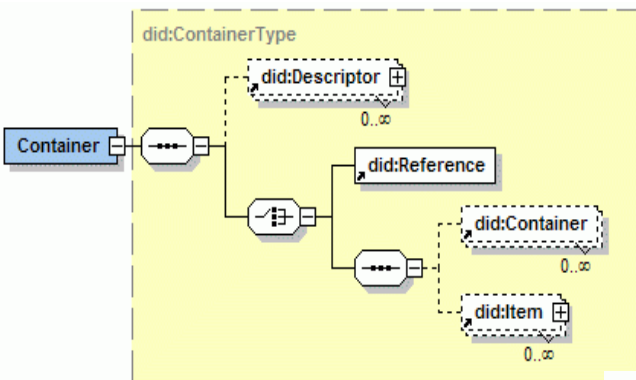 did:ContainerType
did:Descriptor
0..∞
Container
did:Reference
did:Container
0..∞
did:Item
0..∞